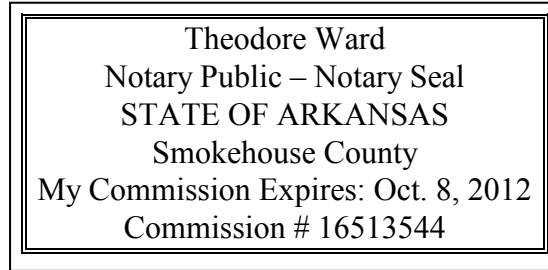 Theodore Ward
Notary Public – Notary Seal
STATE OF ARKANSAS
Smokehouse County
My Commission Expires: Oct. 8, 2012
Commission # 16513544